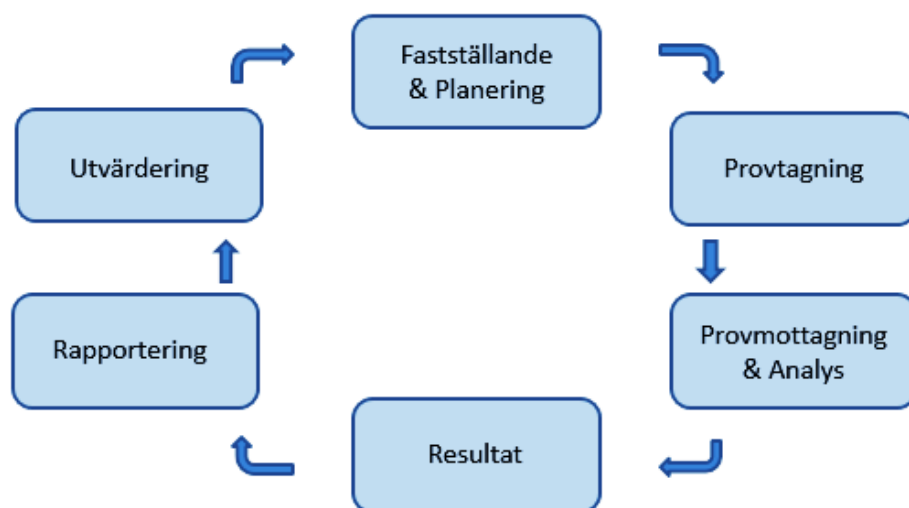 Fastställande
& Planering
Provtagning
Provmottagning
& Analys
Resultat
Rapportering
Utvärdering